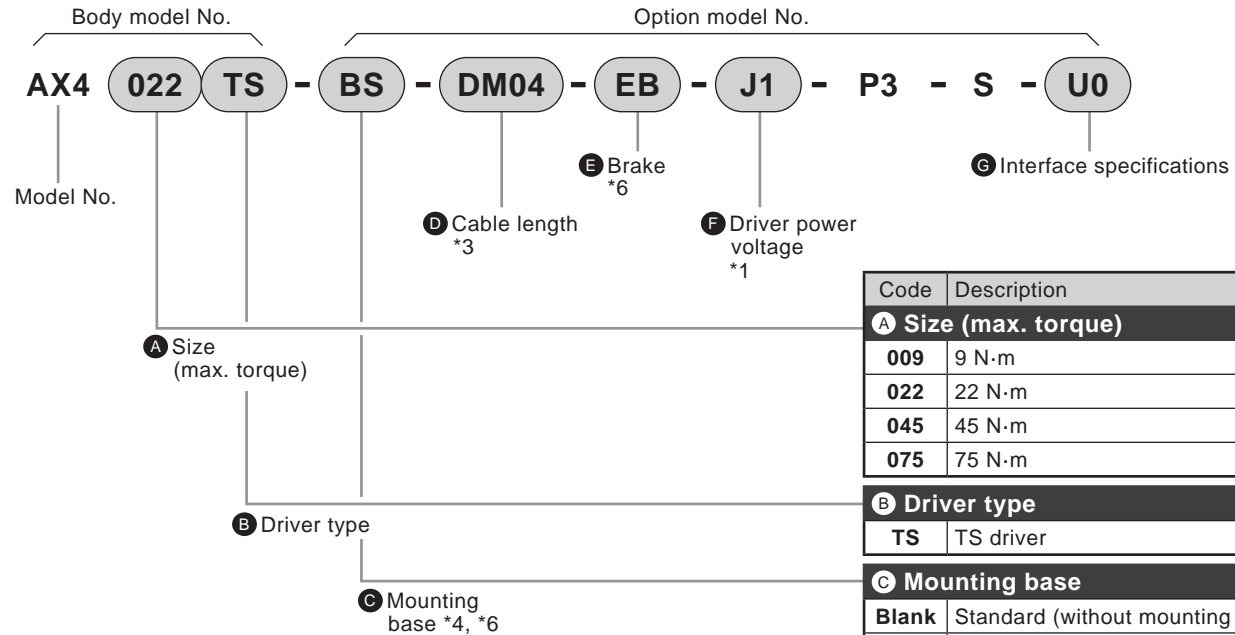 Body model No.
Option model No.
AX4 022 TS - BS - DM04 - EB - J1 - P3 - S - U0
Model No.
E Brake
*6
G Interface specifications
D Cable length
*3
F Driver power
voltage
*1
A Size
(max. torque)
B Driver type
C Mounting
base *4, *6
Code Description
A Size (max. torque)
009 9 N·m
022 22 N·m
045 45 N·m
075 75 N·m
B Driver type
TS TS driver
C Mounting base
Blank Standard (without mounting